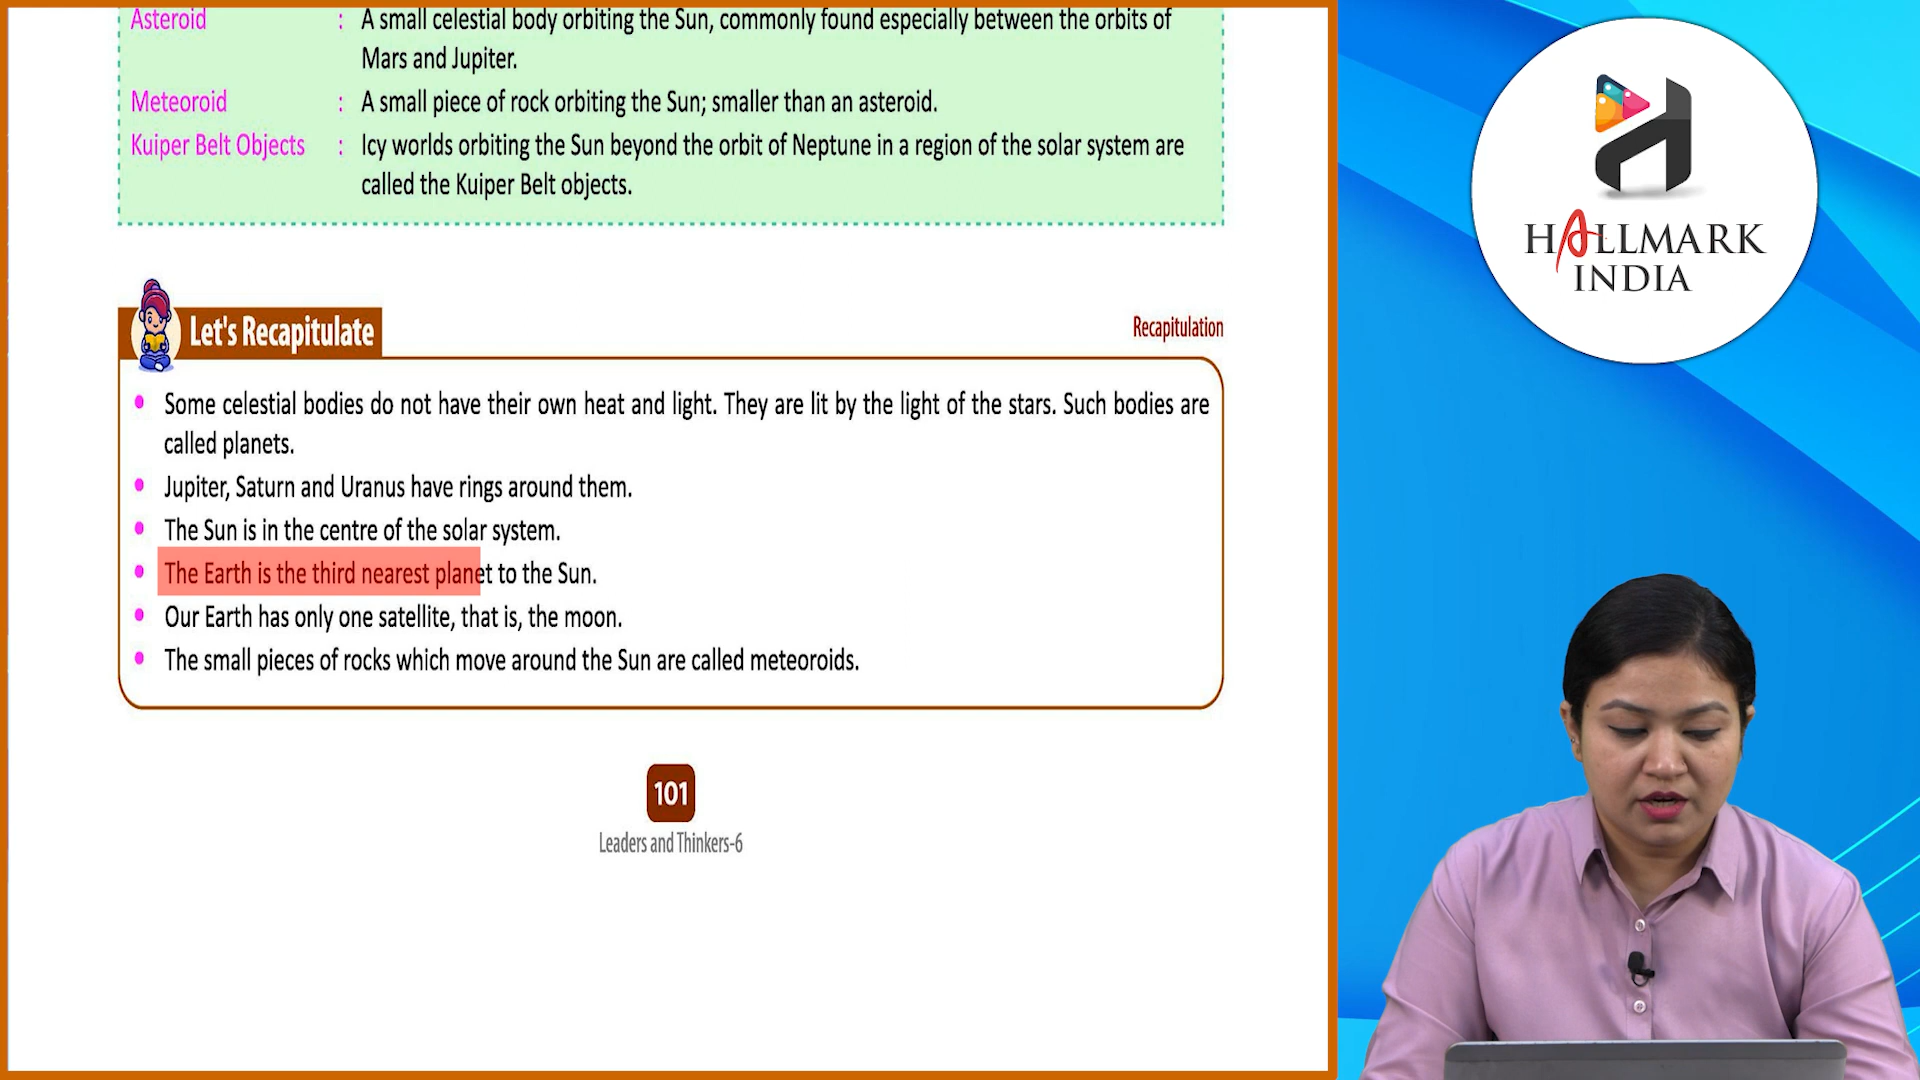 Asteroid : A small celestial body orbiting the Sun, commonly found especially between the orbits of
Mars and Jupiter.
Meteoroid : A small piece of rock orbiting the Sun; smaller than an asteroid.
Kuiper Belt Objects : Icy worlds orbiting the Sun beyond the orbit of Neptune in a region of the solar system are
called the Kuiper Belt objects.
Let's Recapitulate
Recapitulation
• Some celestial bodies do not have their own heat and light. They are lit by the light of the stars. Such bodies are
called planets.
• Jupiter, Saturn and Uranus have rings around them.
• The Sun is in the centre of the solar system.
• The Earth is the third nearest planet to the Sun.
• Our Earth has only one satellite, that is, the moon.
• The small pieces of rocks which move around the Sun are called meteoroids.
101
Leaders and Thinkers-6
HALLMARK
INDIA